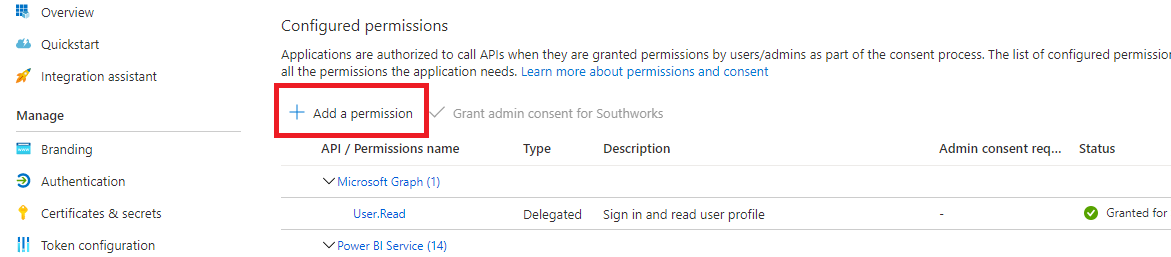 Overview
Quickstart
Integration assistant
Manage
Branding
Authentication
Certificates & secrets
Token configuration
Configured permissions
Applications are authorized to call APIs when they are granted permissions by users/admins as part of the consent process. The list of configured permission
all the permissions the application needs. Learn more about permissions and consent
Add a permission Grant admin consent for Southworks
API / Permissions name Type Description Admin consent req... Status
Microsoft Graph (1)
User.Read Delegated Sign in and read user profile - Granted for
Power BI Service (14)